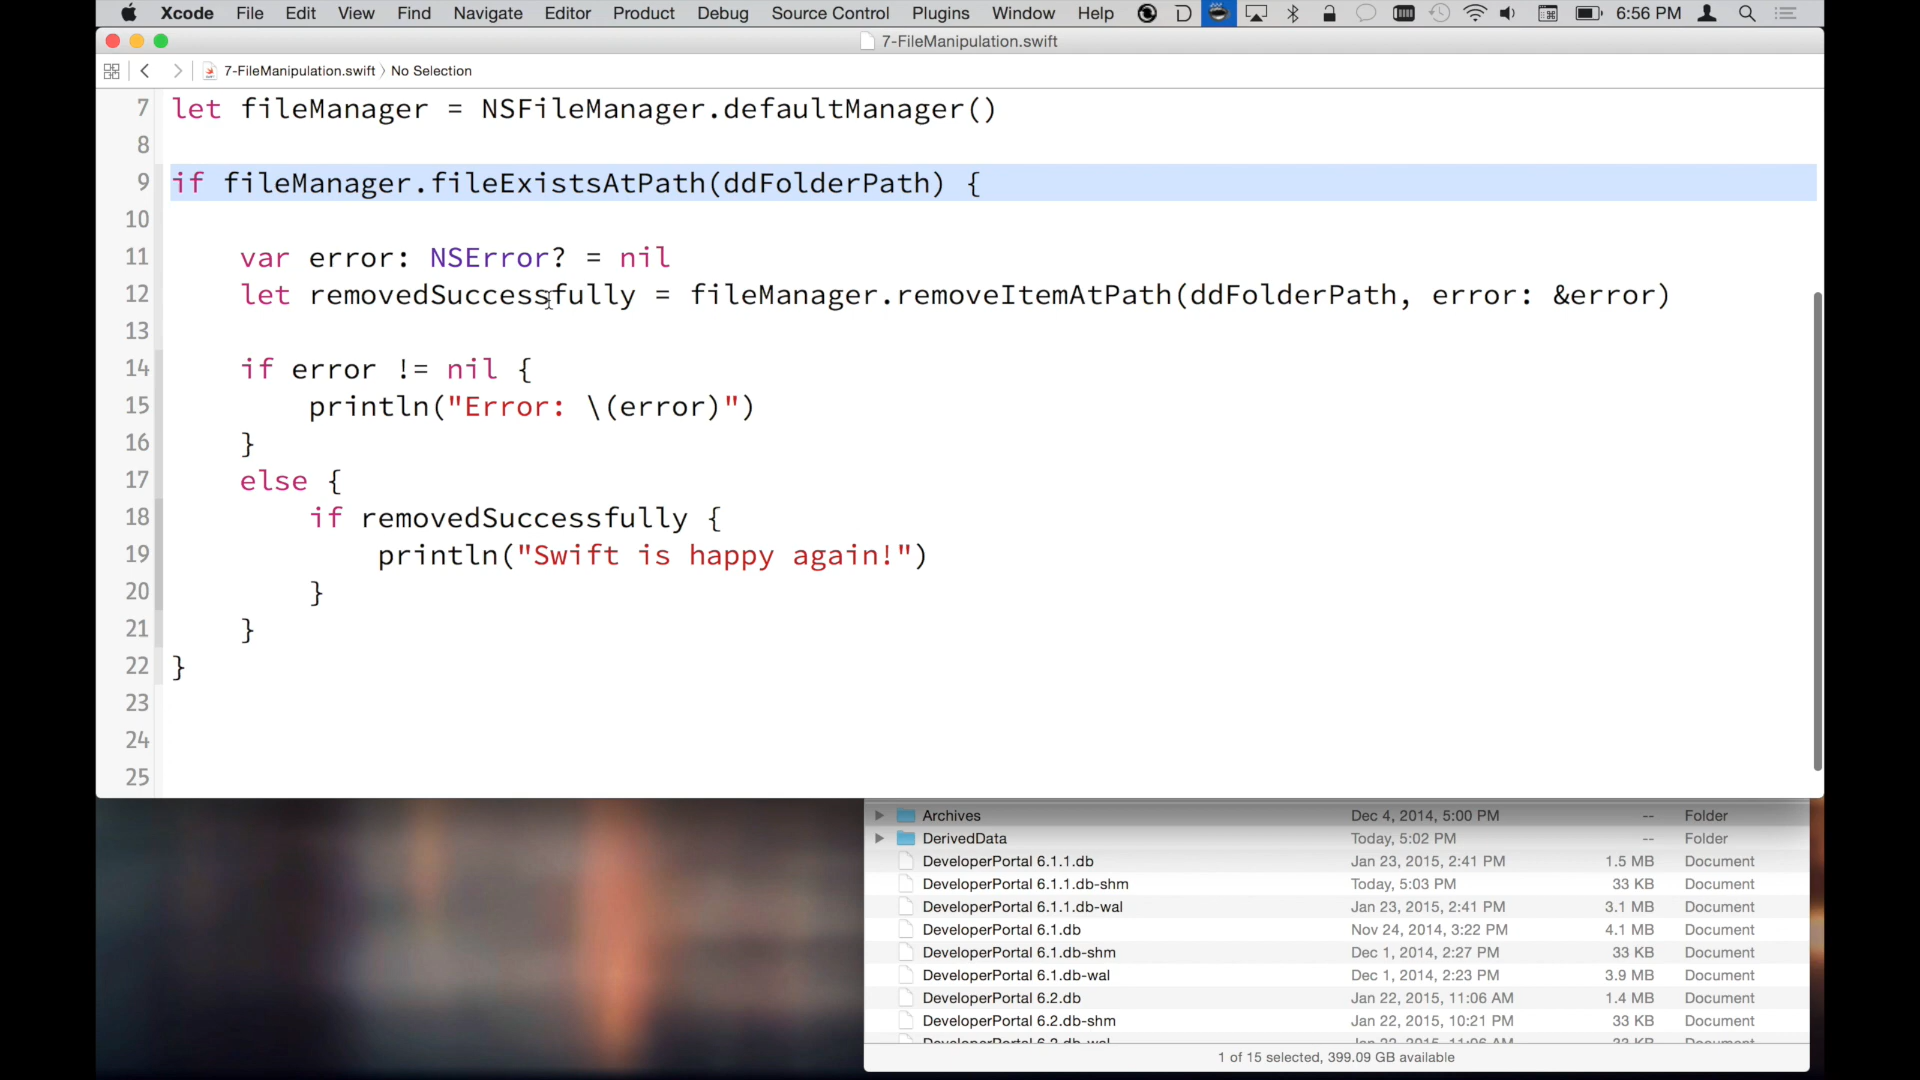 Xcode File Edit View Find Navigate Editor Product Debug Source Control Plugins Window Help 6:56 PM
7-FileManipulation.swift
7-FileManipulation.swift 〉 No Selection
7 let fileManager = NSFileManager.defaultManager()
8
9 if fileManager.fileExistsAtPath(ddFolderPath) {
10
11 var error: NSError? = nil
12 let removedSuccessfully = fileManager.removeItemAtPath(ddFolderPath, error: &error)
13
14 if error != nil {
15 println("Error: \(error)")
16 }
17 else {
18 if removedSuccessfully {
19 println("Swift is happy again!")
20 }
21 }
22 }
23
24
25
Archives Dec 4, 2014, 5:00 PM -- Folder
DerivedData Today, 5:02 PM -- Folder
DeveloperPortal 6.1.1.db Jan 23, 2015, 2:41 PM 1.5 MB Document
DeveloperPortal 6.1.1.db-shm Today, 5:03 PM 33 KB Document
DeveloperPortal 6.1.1.db-wal Jan 23, 2015, 2:41 PM 3.1 MB Document
DeveloperPortal 6.1.db Nov 24, 2014, 3:22 PM 4.1 MB Document
DeveloperPortal 6.1.db-shm Dec 1, 2014, 2:27 PM 33 KB Document
DeveloperPortal 6.1.db-wal Dec 1, 2014, 2:23 PM 3.9 MB Document
DeveloperPortal 6.2.db Jan 22, 2015, 11:06 AM 1.4 MB Document
DeveloperPortal 6.2.db-shm Jan 22, 2015, 10:21 PM 33 KB Document
1 of 15 selected, 399.09 GB available